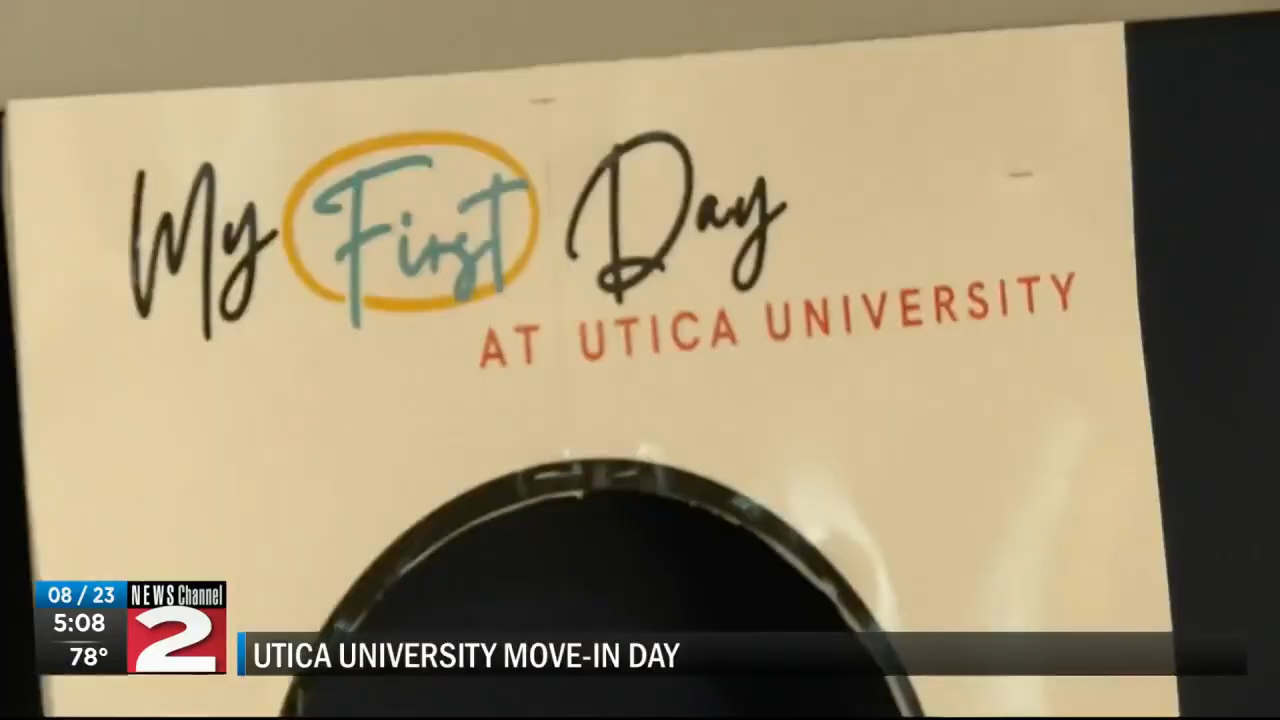 My First Day
AT UTICA UNIVERSITY
08 / 23
NEWS Channel
5:08
2
78°
UTICA UNIVERSITY MOVE-IN DAY